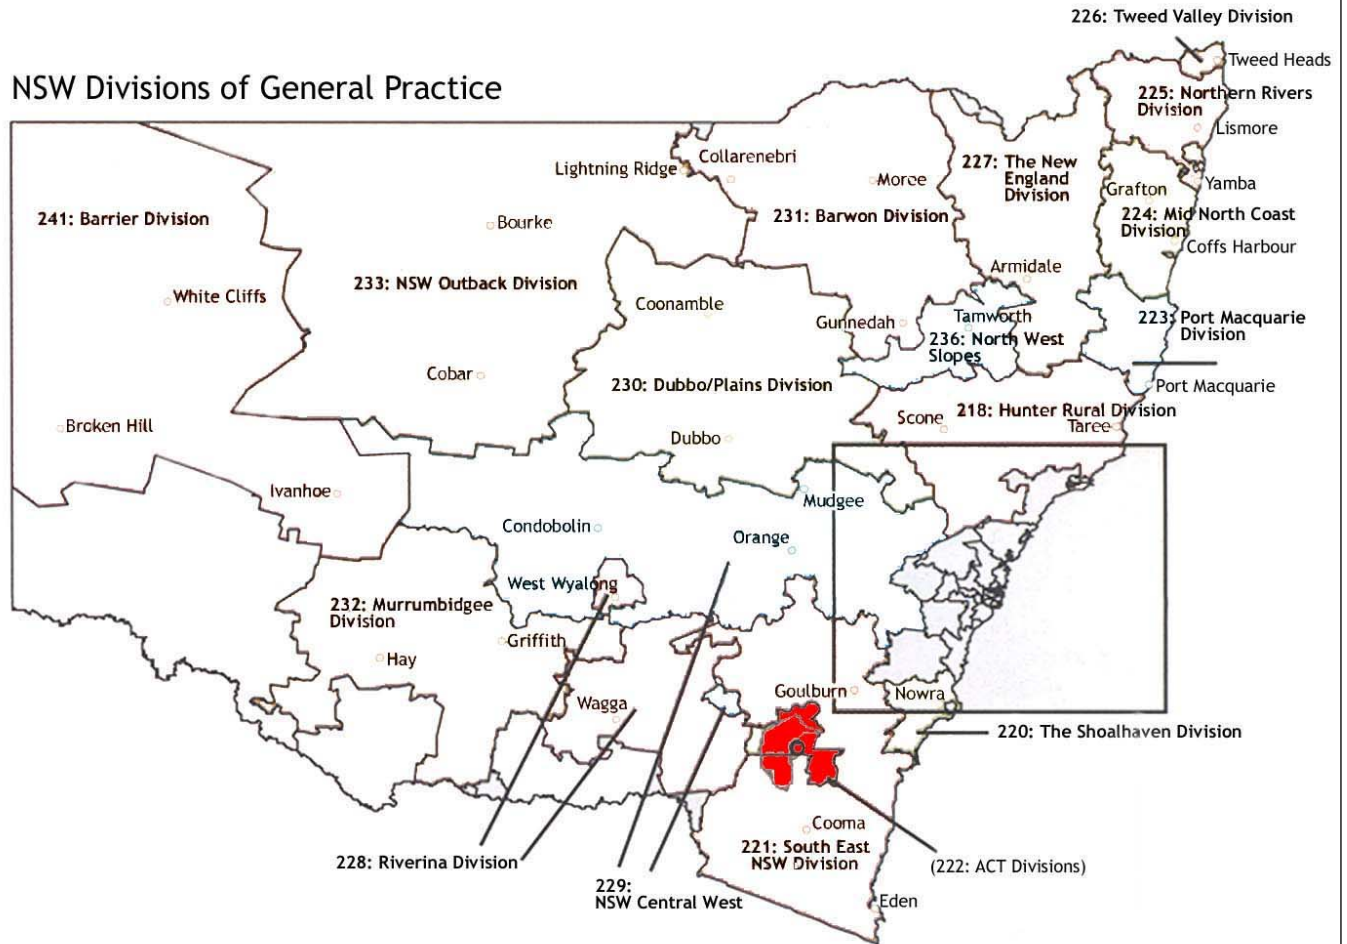 226: Tweed Valley Division
Tweed Heads
NSW Divisions of General Practice
225: Northern Rivers
Division
Lismore
Collarenebri
Lightning Ridge
227: The New
England
Division
Moree
Yamba
Grafton
241: Barrier Division
231: Barwon Division
224: Mid North Coast
Division
Bourke
Coffs Harbour
Armidale
233: NSW Outback Division
White Cliffs
Coonamble
Tamworth
Gunnedah
223: Port Macquarie
Division
236: North West
Slopes
Cobar
230: Dubbo/Plains Division
Port Macquarie
218: Hunter Rural Division
Scone
Taree
Broken Hill
Dubbo
Ivanhoe
Mudgee
Condobolin
Orange
West Wyalong
232: Murrumbidgee
Division
Griffith
Hay
Goulburn
Nowra
Wagga
220: The Shoalhaven Division
Cooma
221: South East
NSW Division
228: Riverina Division
(222: ACT Divisions)
229:
NSW Central West
Eden